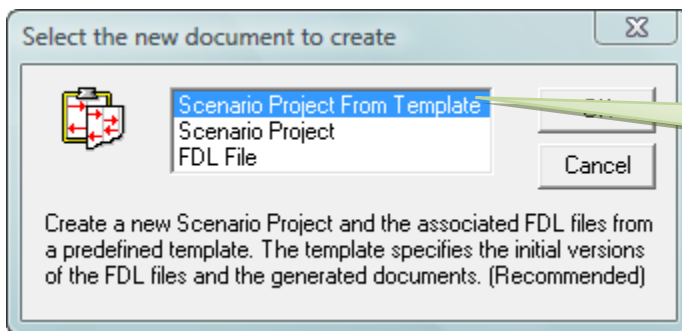 Select the new document to create
Scenario Project From Template
Scenario Project
FDL File
Cancel
Create a new Scenario Project and the associated FDL files from
a predefined template. The template specifies the initial versions
of the FDL files and the generated documents. (Recommended)